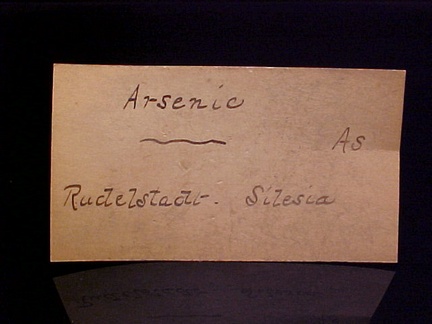 Arsenic
As
Rudelstadt. Silesia